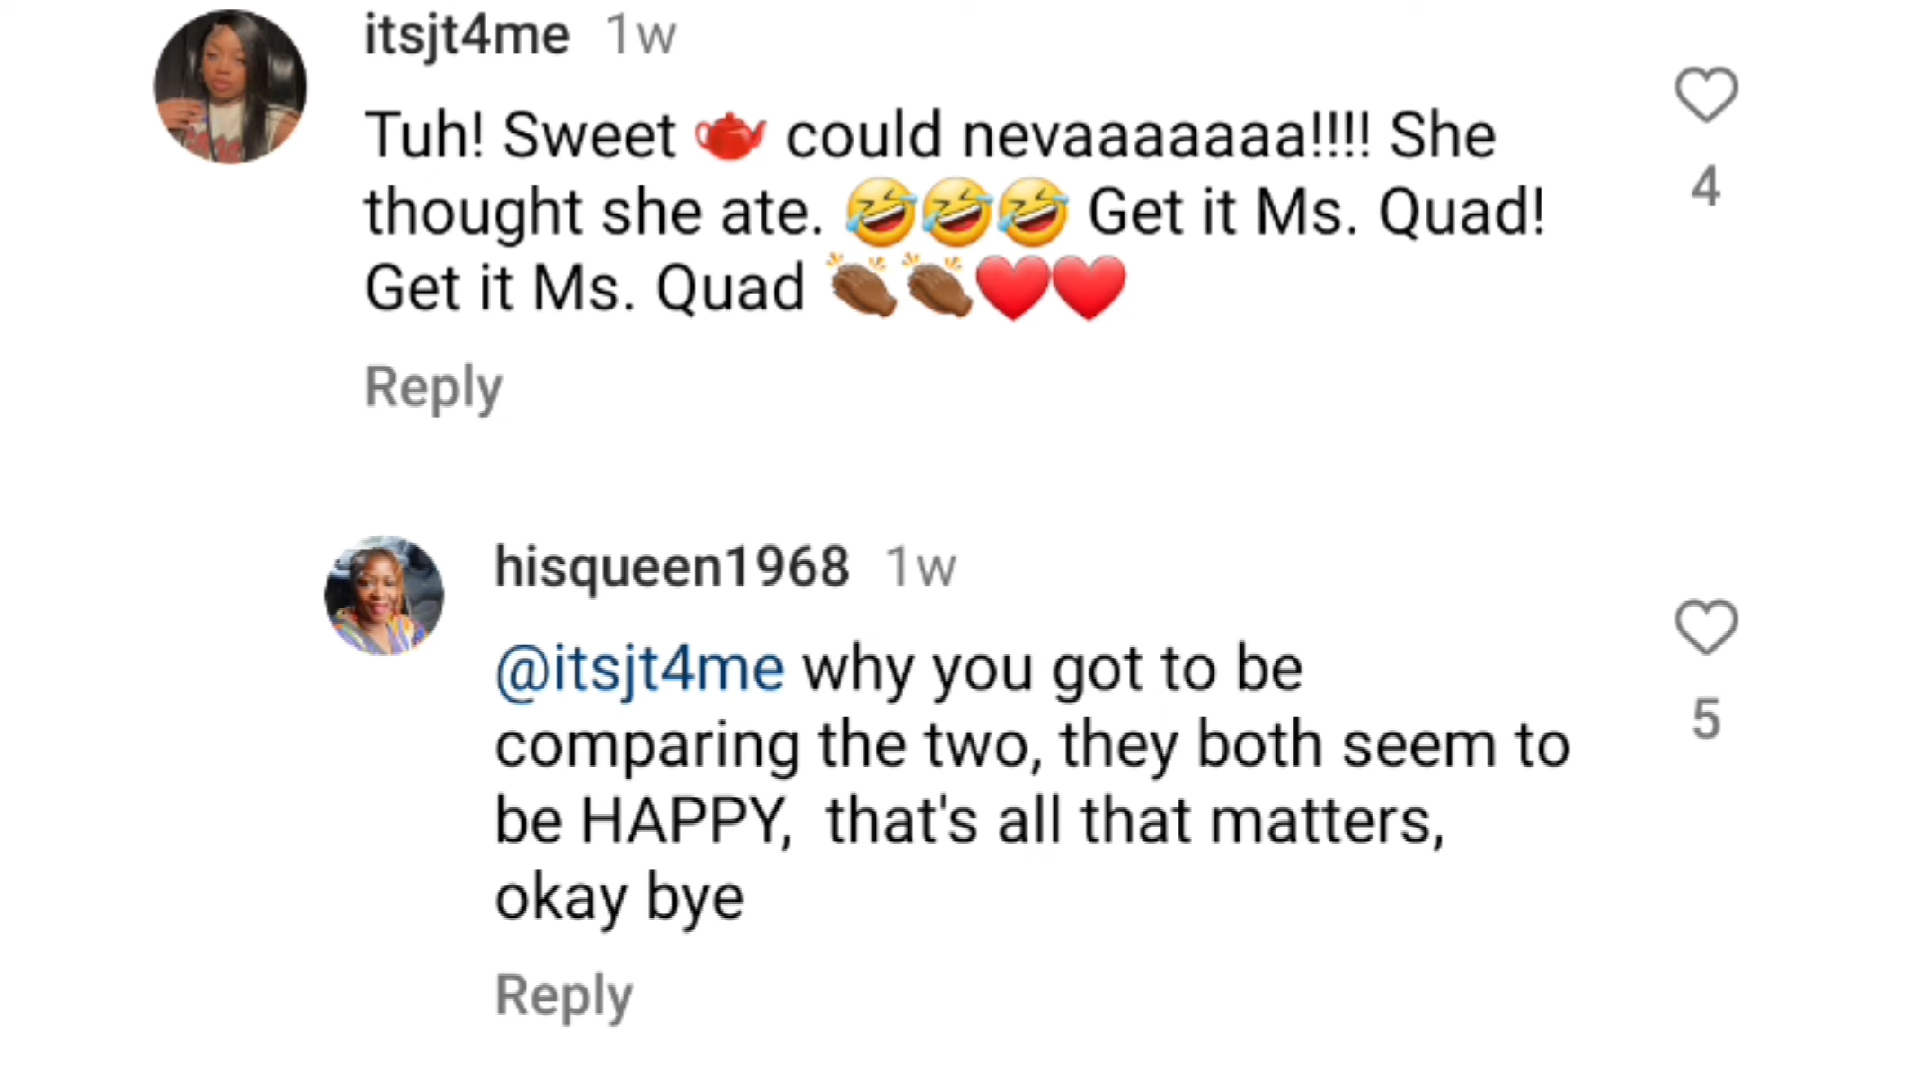 itsjt4me 1w
Tuh! Sweet 🫖 could nevaaaaaaa!!!! She
4
thought she ate. 🤣🤣🤣 Get it Ms. Quad!
Get it Ms. Quad 👏🏾👏🏾❤️❤️
Reply
hisqueen1968 1w
@itsjt4me why you got to be
5
comparing the two, they both seem to
be HAPPY,  that's all that matters,
okay bye
Reply